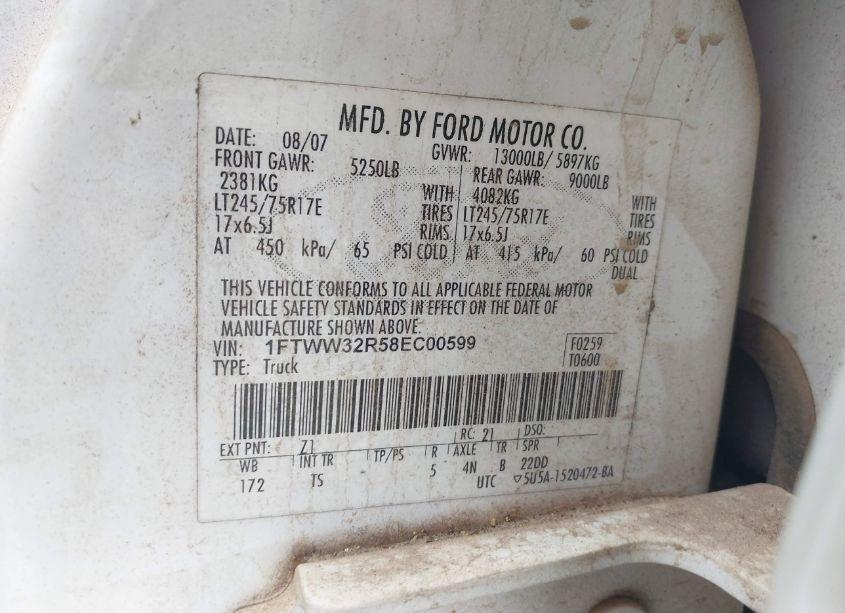 MFD. BY FORD MOTOR CO.
DATE: 08/07 GVWR: 13000LB/ 5897KG
FRONT GAWR: 5250LB REAR GAWR: 9000LB
2381KG WITH 4082KG WITH
LT245/75R17E TIRES LT245/75R17E TIRES
17x6.5J RIMS 17x6.5J RIMS
AT 450 kPa/ 65 PSI COLD AT 415 kPa/ 60 PSI COLD
DUAL
THIS VEHICLE CONFORMS TO ALL APPLICABLE FEDERAL MOTOR
VEHICLE SAFETY STANDARDS IN EFFECT ON THE DATE OF
MANUFACTURE SHOWN ABOVE.
VIN: 1FTWW32R58EC00599 F0259
TYPE: Truck T0600
EXT PNT: Z1 RC: 21 DSO:
WB INT TR TP/PS R AXLE TR SPR
172 TS 5 4N B 22DD
UTC ▽5U5A-1520472-BA